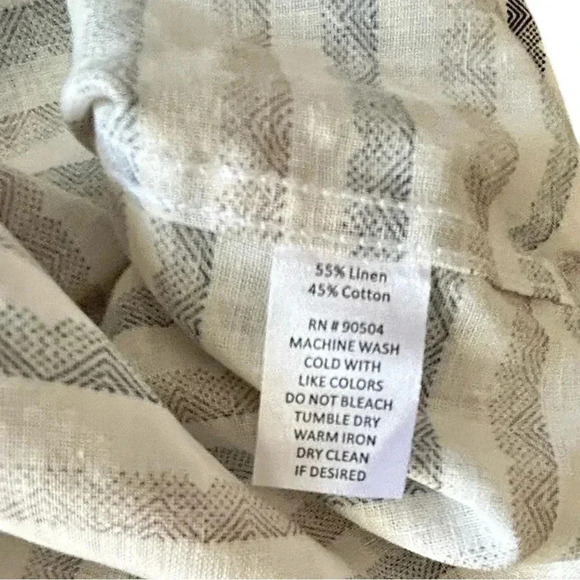 55% Linen
45% Cotton
RN # 90504
MACHINE WASH
COLD WITH
LIKE COLORS
DO NOT BLEACH
TUMBLE DRY
WARM IRON
DRY CLEAN
IF DESIRED